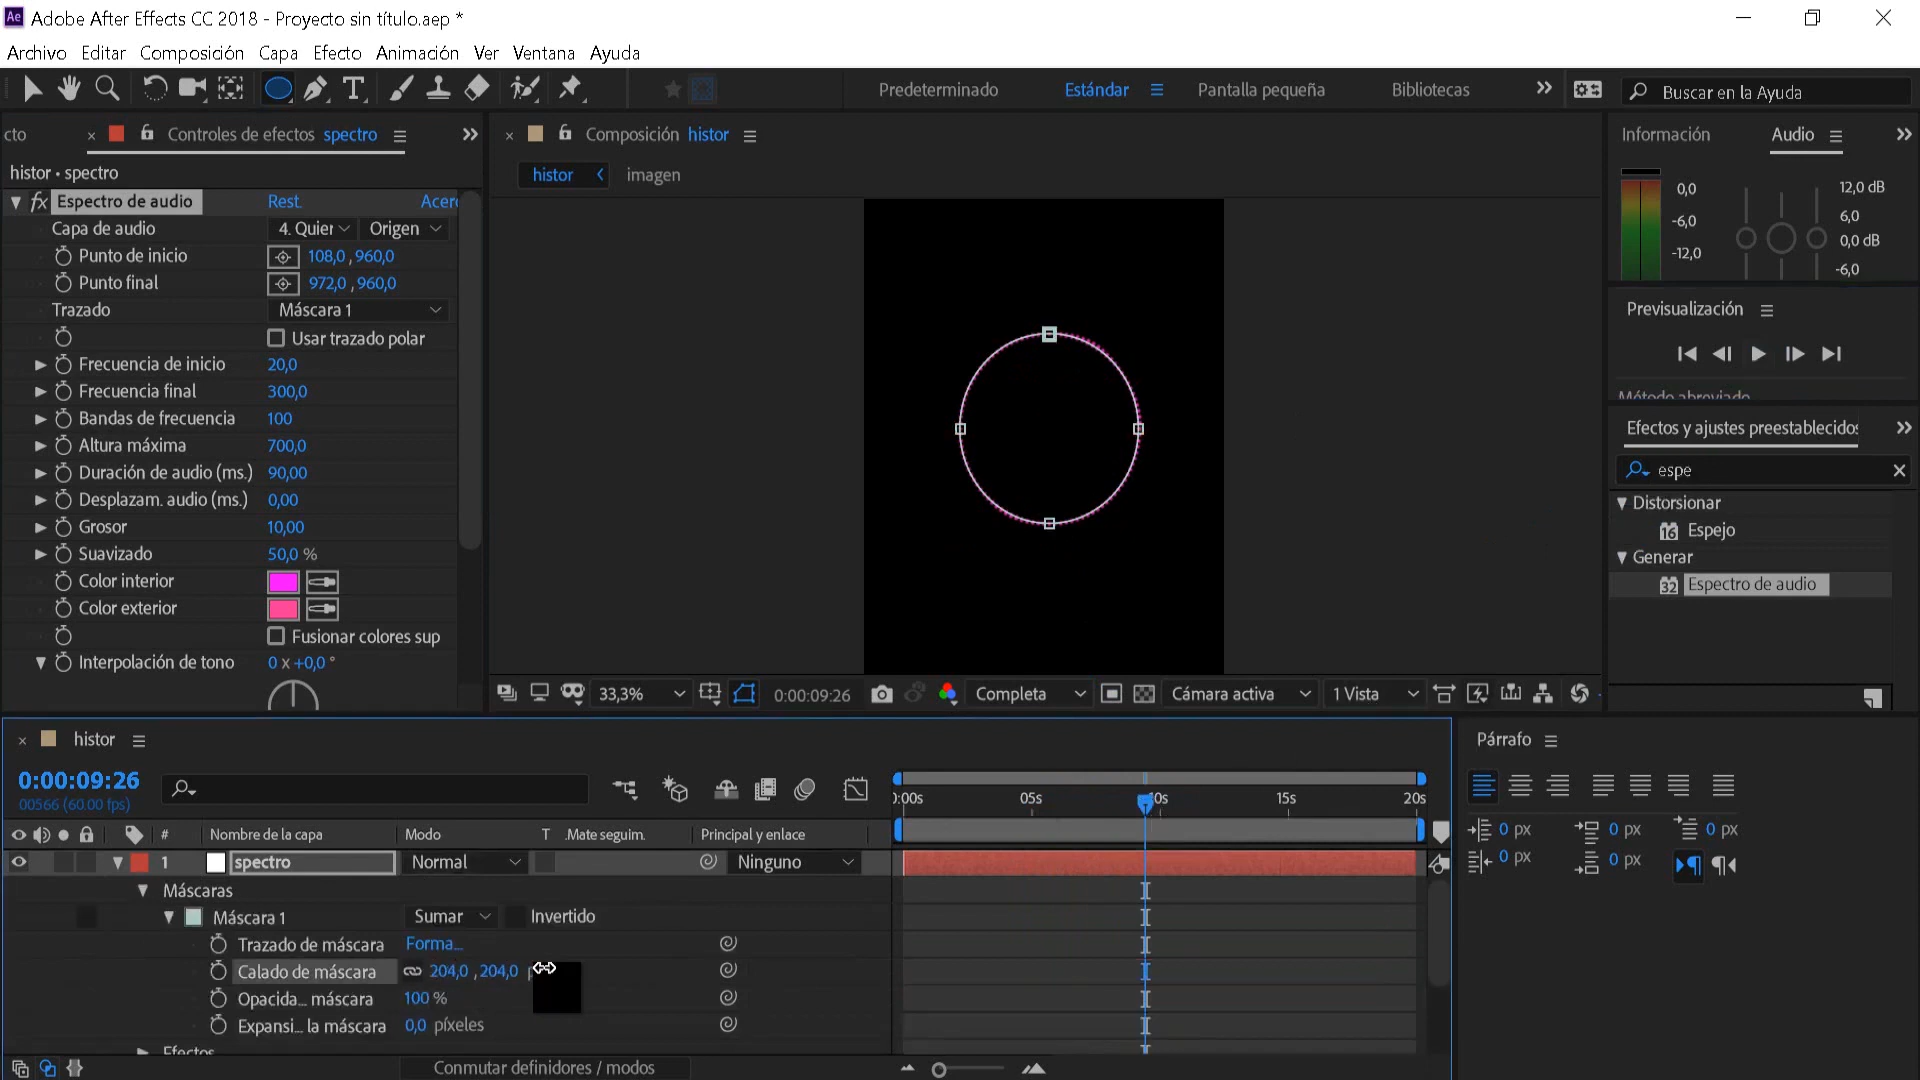 Ae Adobe After Effects CC 2018 - Proyecto sin título.aep *
Archivo Editar Composición Capa Efecto Animación Ver Ventana Ayuda
Predeterminado Estándar Pantalla pequeña Bibliotecas Buscar en la Ayuda
cto Controles de efectos spectro
histor • spectro
fx Espectro de audio Rest. Acer
Capa de audio 4. Quier Origen
Punto de inicio 108,0 ,960,0
Punto final 972,0 ,960,0
Trazado Máscara 1
Usar trazado polar
Frecuencia de inicio 20,0
Frecuencia final 300,0
Bandas de frecuencia 100
Altura máxima 700,0
Duración de audio (ms.) 90,00
Desplazam. audio (ms.) 0,00
Grosor 10,00
Suavizado 50,0 %
Color interior
Color exterior
Fusionar colores sup
Interpolación de tono 0 x +0,0 °
Composición histor
histor imagen
33,3% 0:00:09:26 Completa Cámara activa 1 Vista
Información Audio
0,0
-6,0
-12,0
12,0 dB
6,0
0,0 dB
-6,0
Previsualización
Método abreviado
Efectos y ajustes preestablecidos
espe
Distorsionar
16 Espejo
Generar
32 Espectro de audio
histor
0:00:09:26
00566 (60.00 fps)
0:00s 05s 10s 15s 20s
# Nombre de la capa Modo T .Mate seguim. Principal y enlace
1 spectro Normal Ninguno
Máscaras
Máscara 1 Sumar Invertido
Trazado de máscara Forma...
Calado de máscara 204,0 ,204,0 p
Opacida... máscara 100 %
Expansi... la máscara 0,0 píxeles
Efectos
Conmutar definidores / modos
Párrafo
0 px 0 px 0 px
0 px 0 px